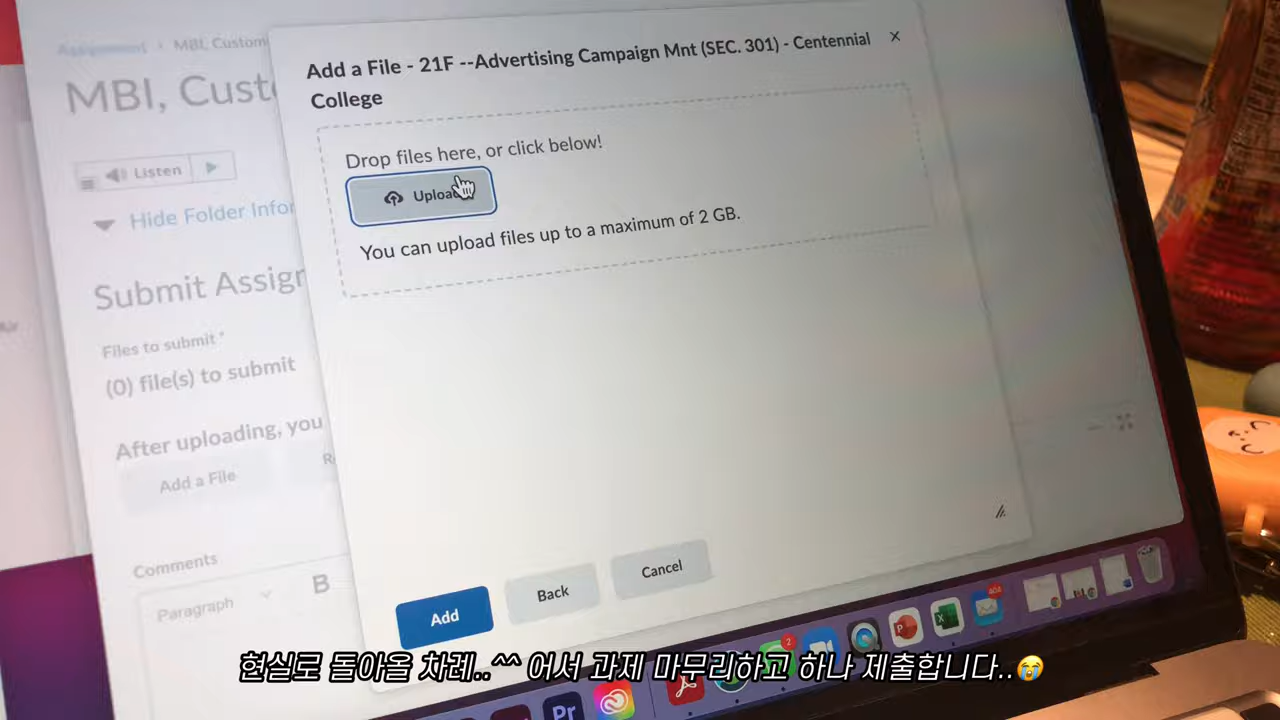 Assignment > MBI, Custom
MBI, Custo
Listen
Hide Folder Infor
Submit Assign
Files to submit *
(0) file(s) to submit
After uploading, you
Add a File
Comments
Paragraph
B
Add a File - 21F --Advertising Campaign Mnt (SEC. 301) - Centennial
College
Drop files here, or click below!
Upload
You can upload files up to a maximum of 2 GB.
Add
Back
Cancel
2
404
Pr
현실로 돌아올 차례..^^ 어서 과제 마무리하고 하나 제출합니다..😭